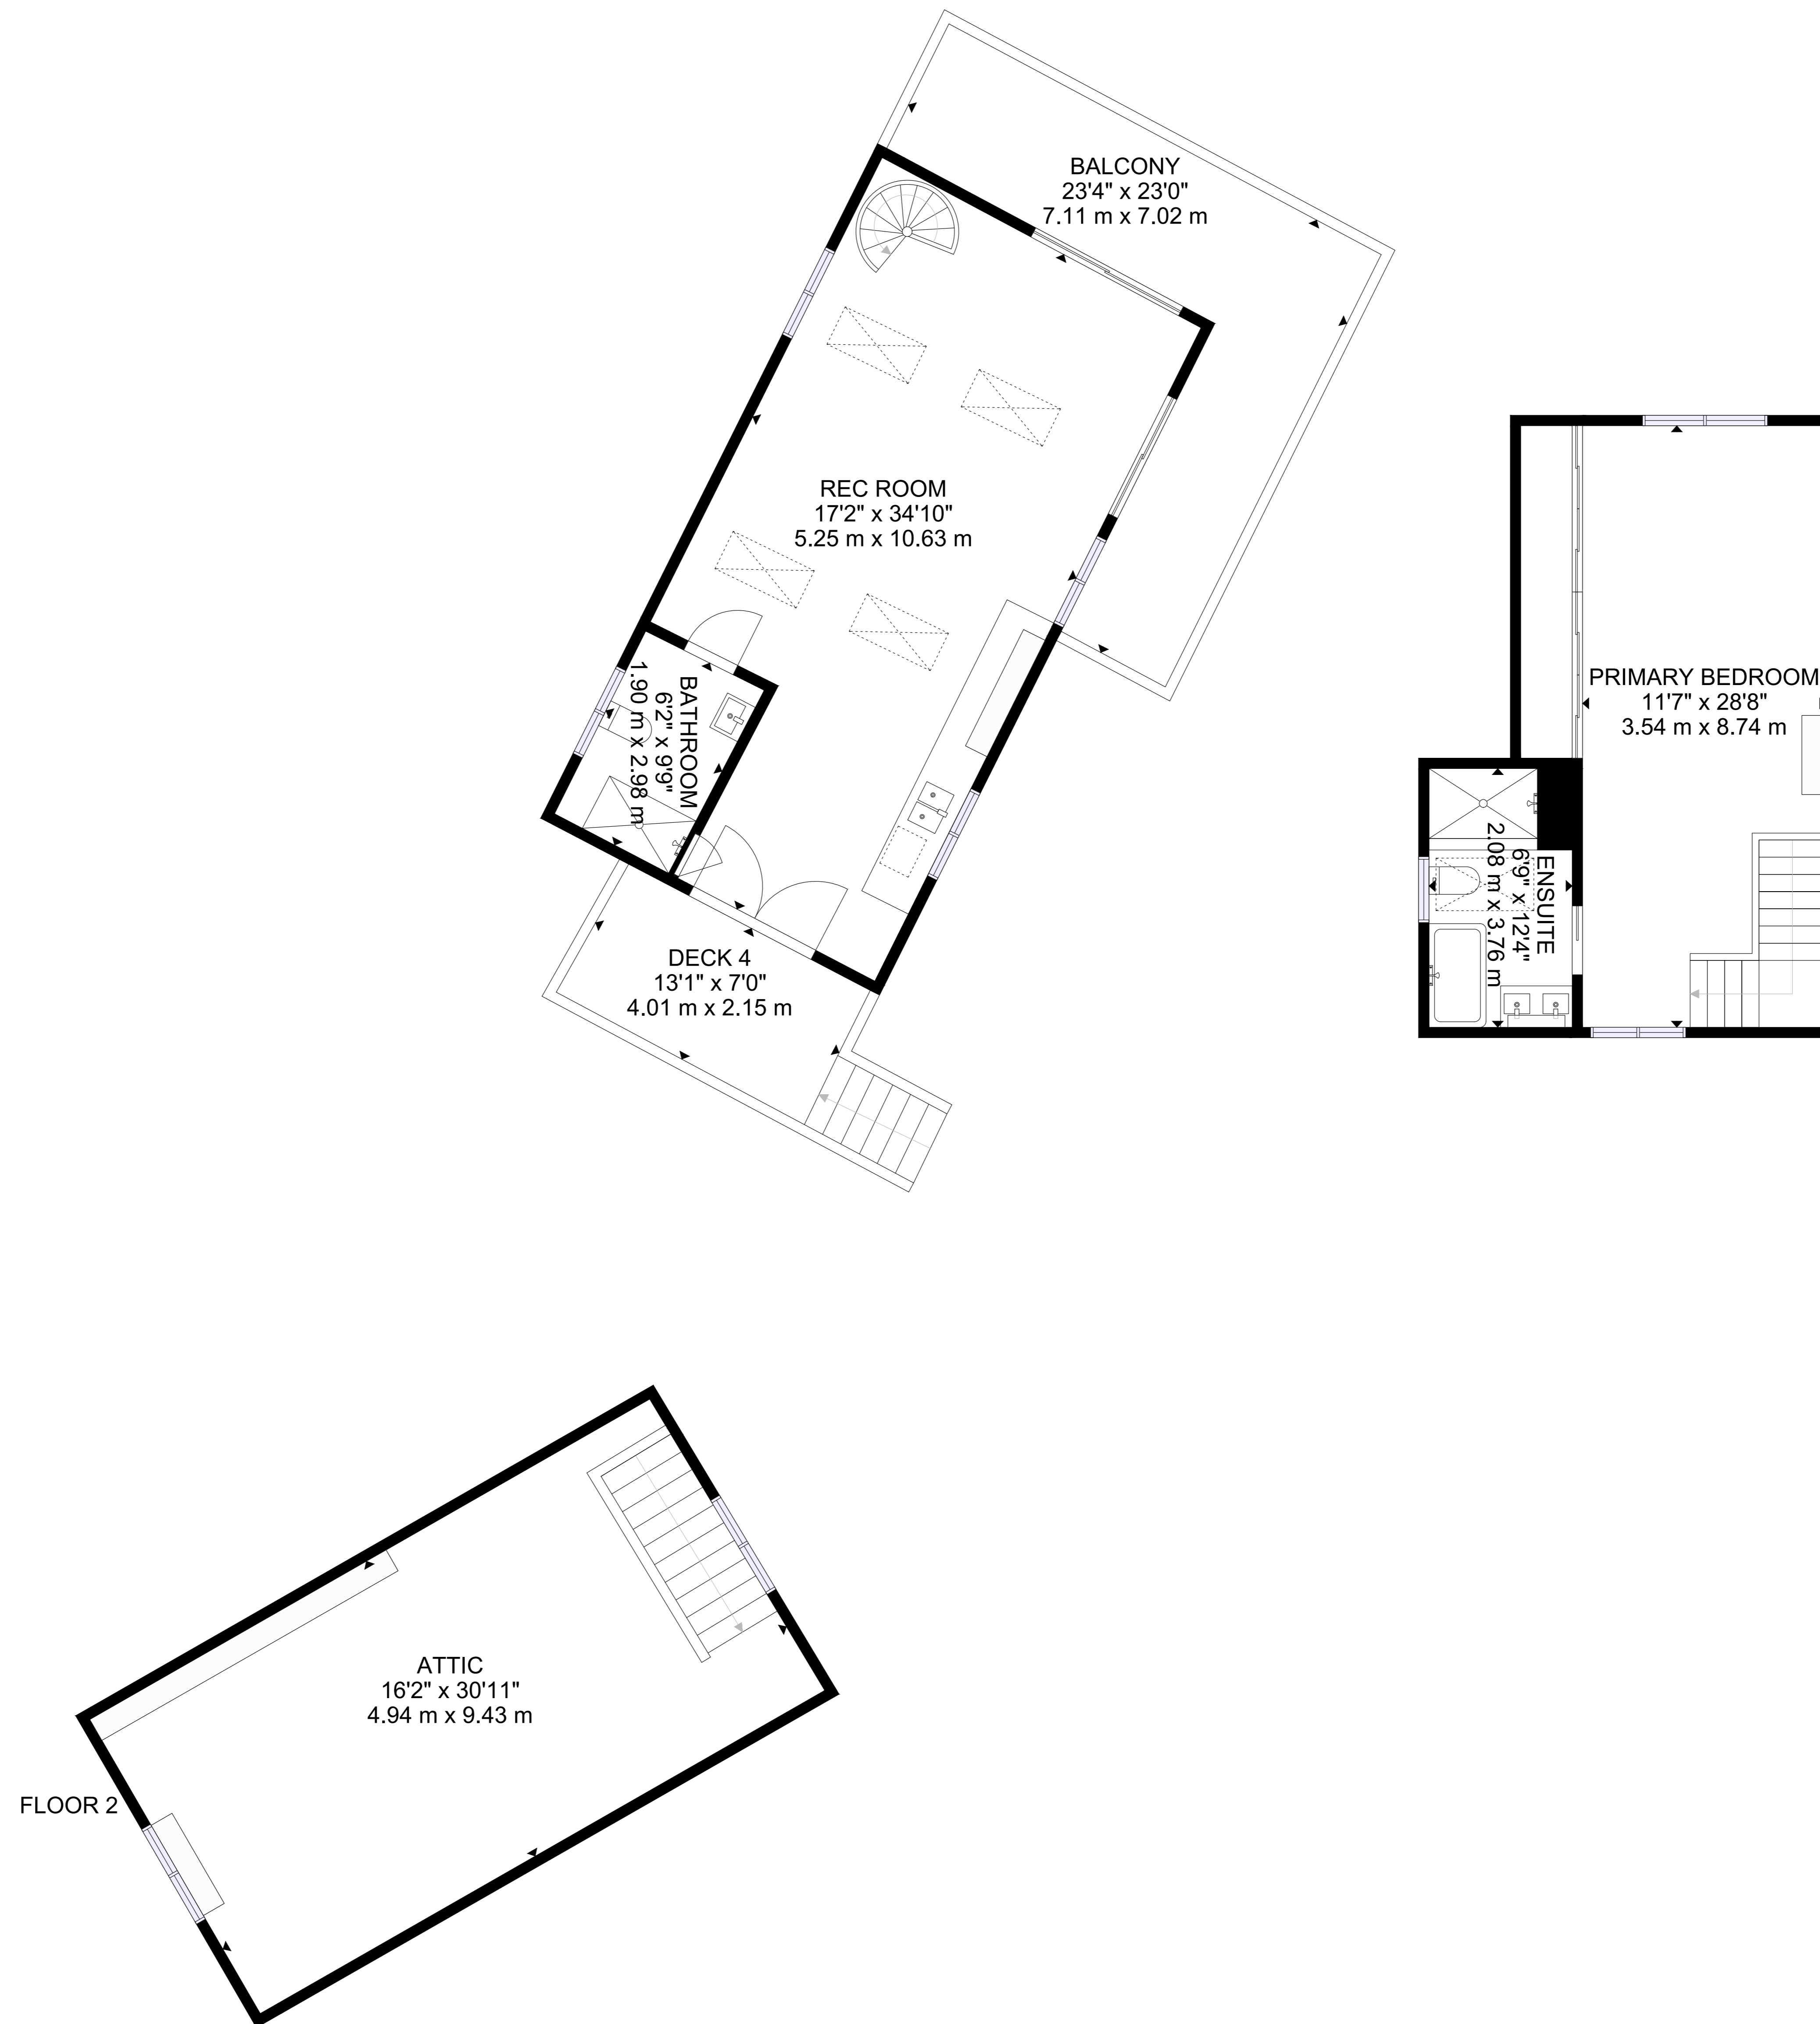 BALCONY
23'4" x 23'0"
7.11 m x 7.02 m
REC ROOM
17'2" x 34'10"
5.25 m x 10.63 m
PRIMARY BEDROOM
11'7" x 28'8"
3.54 m x 8.74 m
BATHROOM
6'2" x 9'9"
1.90 m x 2.98 m
ENSUITE
6'9" x 12'4"
2.08 m x 3.76 m
DECK 4
13'1" x 7'0"
4.01 m x 2.15 m
ATTIC
16'2" x 30'11"
4.94 m x 9.43 m
FLOOR 2